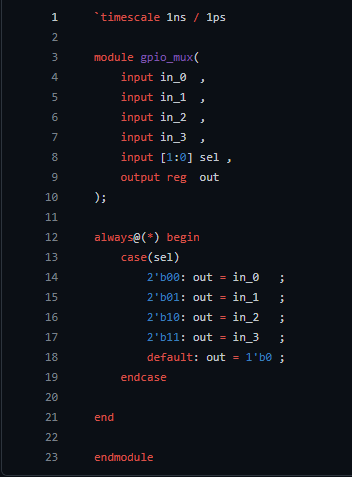 1 `timescale 1ns / 1ps
2
3 module gpio_mux(
4     input in_0  ,
5     input in_1  ,
6     input in_2  ,
7     input in_3  ,
8     input [1:0] sel ,
9     output reg  out
10 );
11
12 always@(*) begin
13     case(sel)
14         2'b00: out = in_0   ;
15         2'b01: out = in_1   ;
16         2'b10: out = in_2   ;
17         2'b11: out = in_3   ;
18         default: out = 1'b0 ;
19     endcase
20
21 end
22
23 endmodule